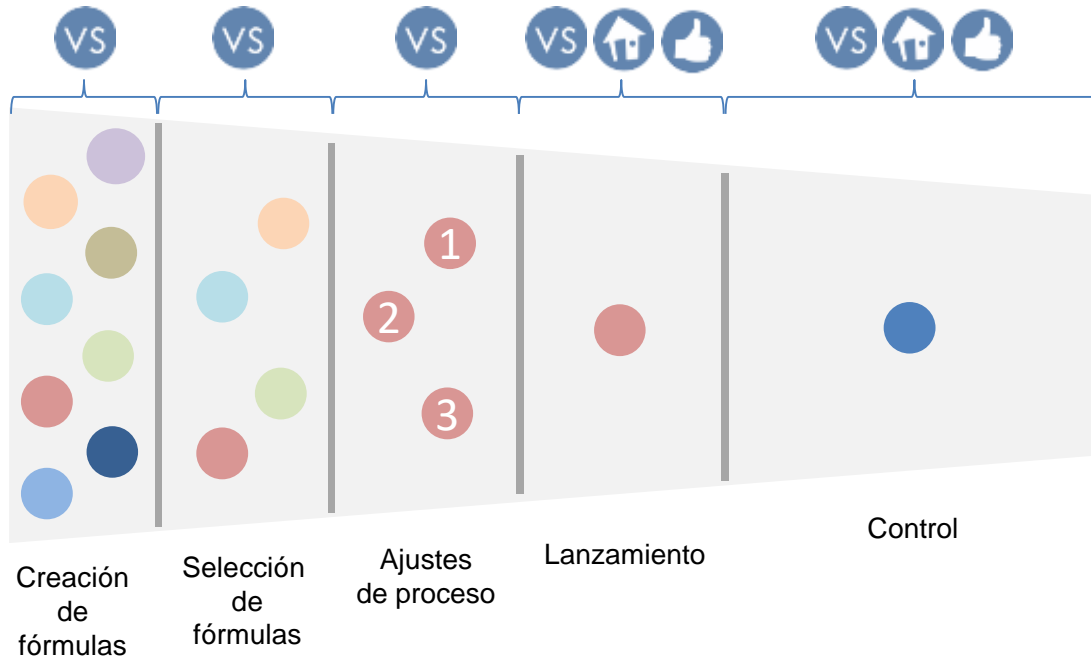 VS
VS
VS
VS
VS
1
2
3
Creación
de
fórmulas
Selección
de
fórmulas
Ajustes
de proceso
Lanzamiento
Control